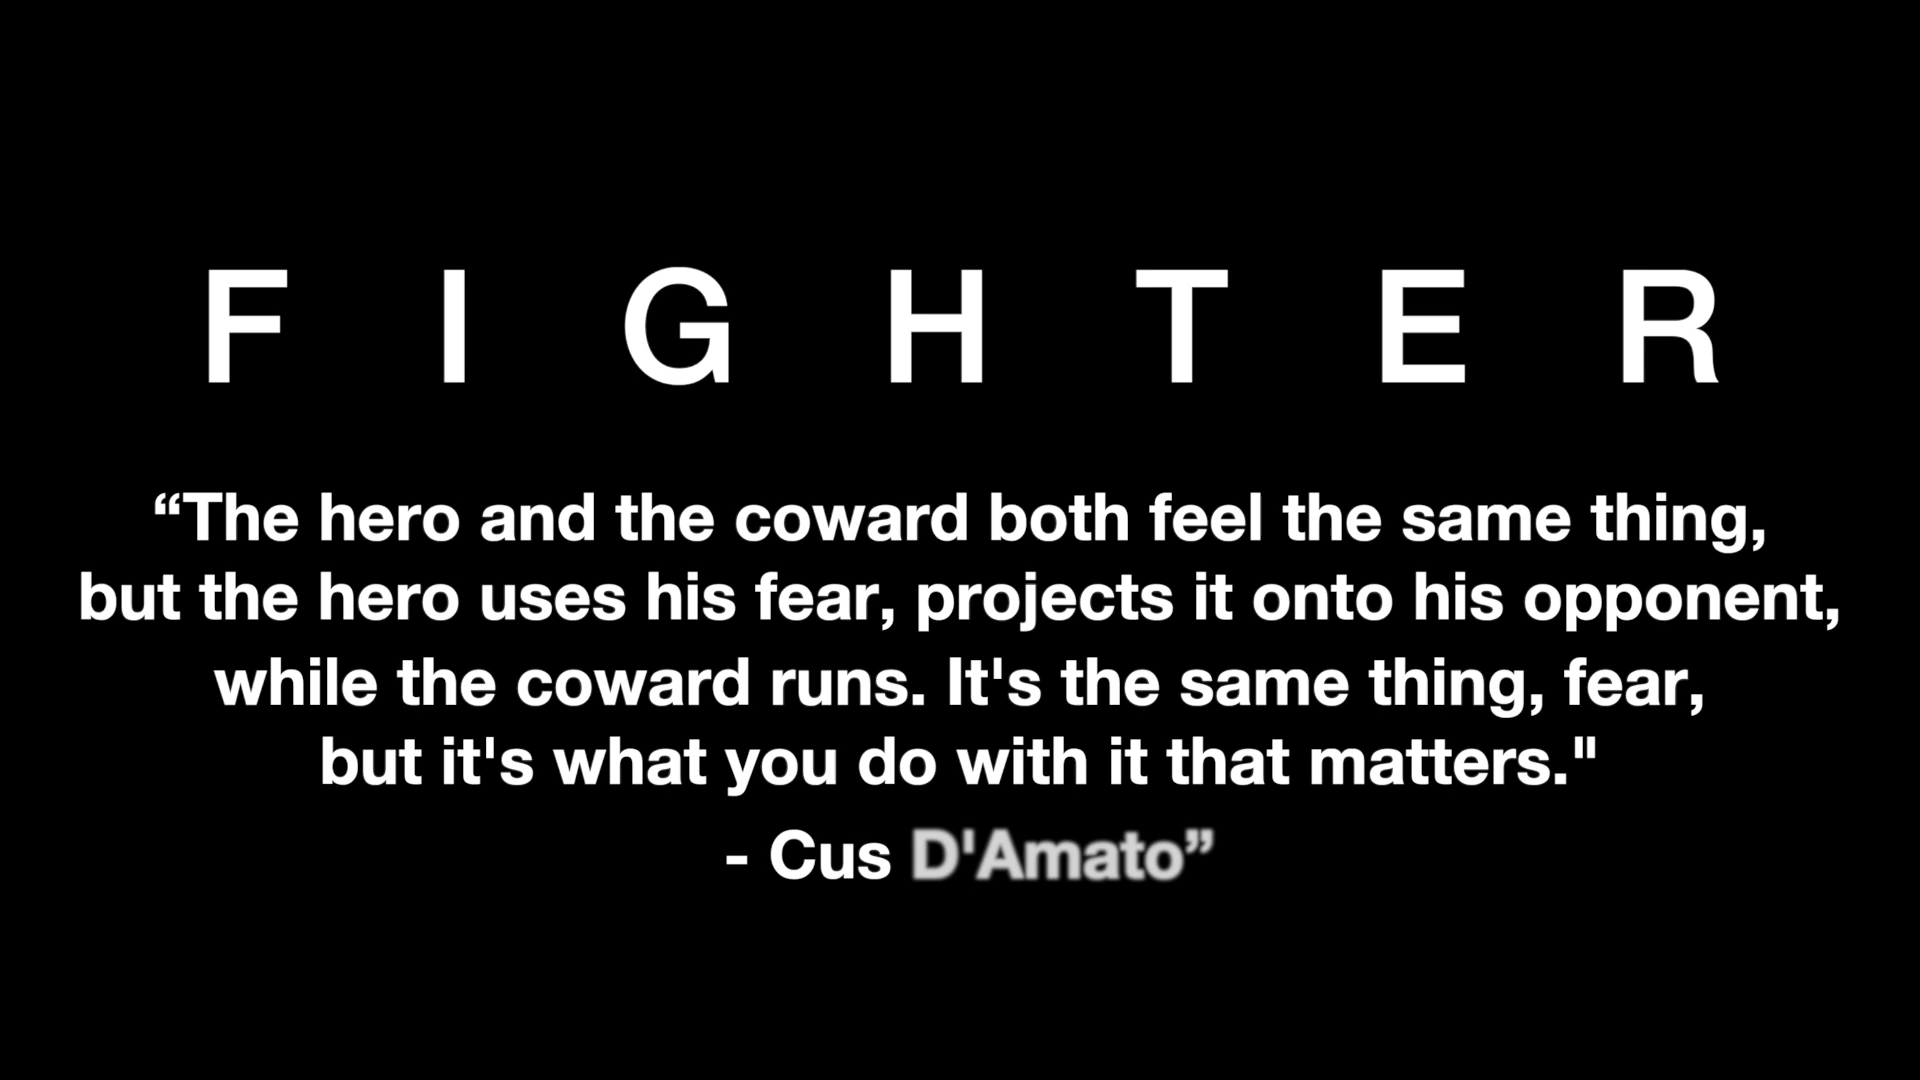 F I G H T E R
“The hero and the coward both feel the same thing,
but the hero uses his fear, projects it onto his opponent,
while the coward runs. It's the same thing, fear,
but it's what you do with it that matters."
- Cus D'Amato”